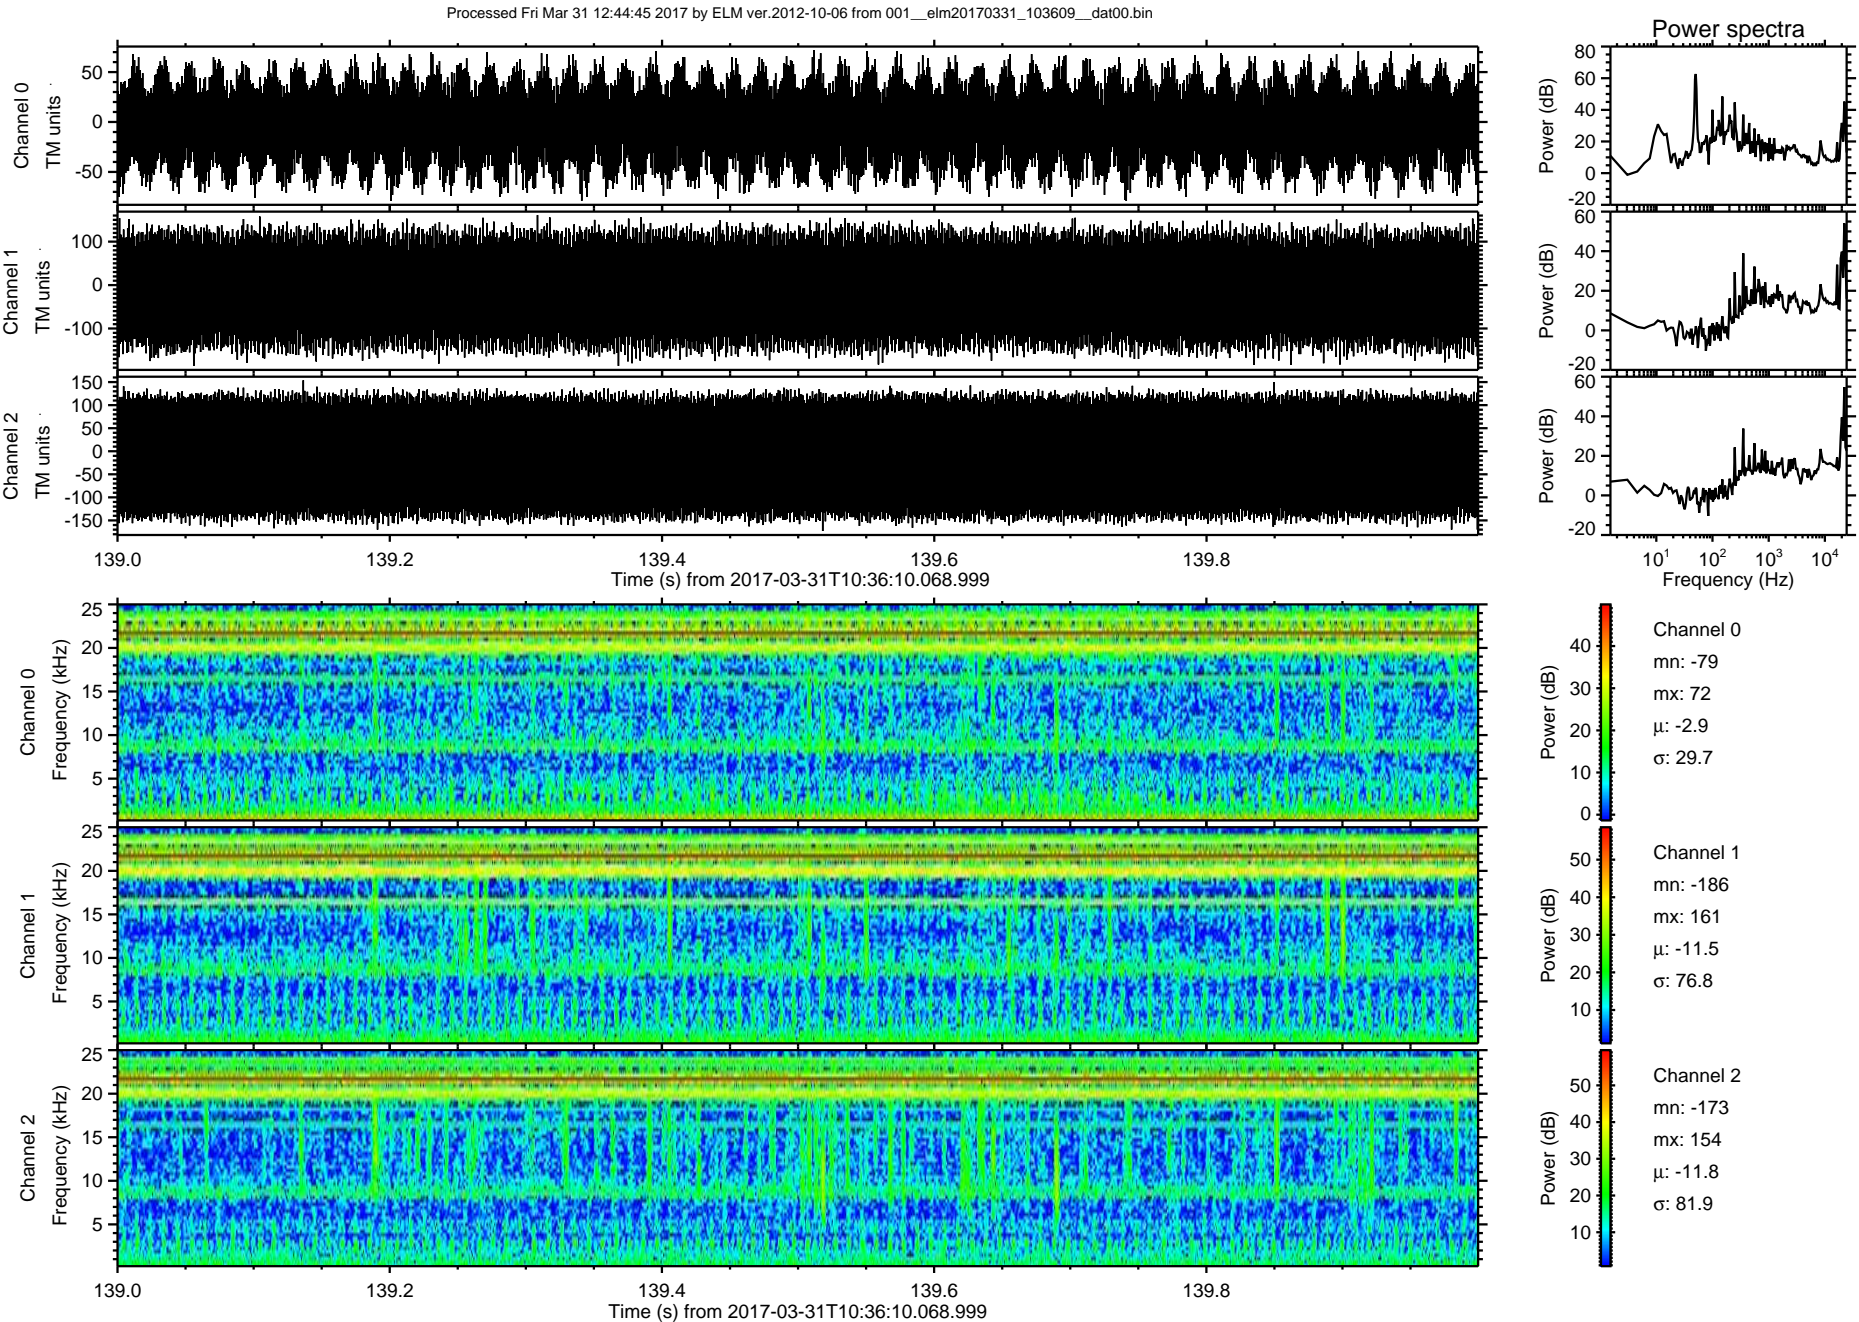 Processed Fri Mar 31 12:44:45 2017 by ELM ver.2012-10-06 from 001__elm20170331_103609__dat00.bin
Power spectra
Channel 0
TM units
50
0
-50
Power (dB)
80
60
40
20
0
-20
Channel 1
TM units
100
0
-100
Power (dB)
60
40
20
0
-20
Channel 2
TM units
150
100
50
0
-50
-100
-150
Power (dB)
60
40
20
0
-20
139.0 139.2 139.4 139.6 139.8
Time (s) from 2017-03-31T10:36:10.068.999
10^1 10^2 10^3 10^4
Frequency (Hz)
Channel 0
Frequency (kHz)
25
20
15
10
5
Power (dB)
40
30
20
10
0
Channel 0
mn: -79
mx: 72
μ: -2.9
σ: 29.7
Channel 1
Frequency (kHz)
25
20
15
10
5
Power (dB)
50
40
30
20
10
Channel 1
mn: -186
mx: 161
μ: -11.5
σ: 76.8
Channel 2
Frequency (kHz)
25
20
15
10
5
Power (dB)
50
40
30
20
10
Channel 2
mn: -173
mx: 154
μ: -11.8
σ: 81.9
139.0 139.2 139.4 139.6 139.8
Time (s) from 2017-03-31T10:36:10.068.999